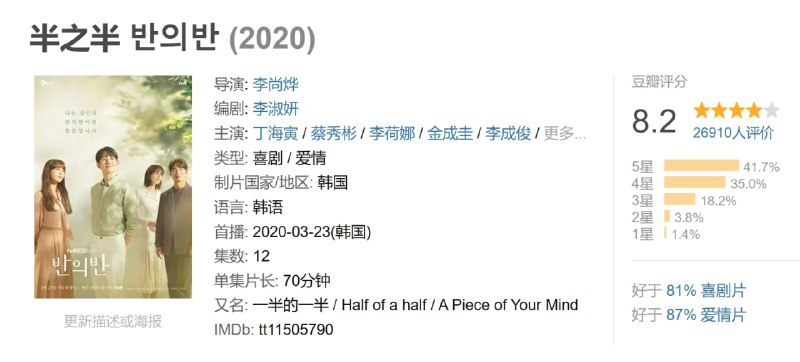 半之半 반의반 (2020)
나는 당신의
반의반이면
충분합니다
tvN
반의반
更新描述或海报
导演: 李尚烨
编剧: 李淑妍
主演: 丁海寅 / 蔡秀彬 / 李荷娜 / 金成圭 / 李成俊 / 更多...
类型: 喜剧 / 爱情
制片国家/地区: 韩国
语言: 韩语
首播: 2020-03-23(韩国)
集数: 12
单集片长: 70分钟
又名: 一半的一半 / Half of a half / A Piece of Your Mind
IMDb: tt11505790
豆瓣评分
8.2
26910人评价
5星 41.7%
4星 35.0%
3星 18.2%
2星 3.8%
1星 1.4%
好于 81% 喜剧片
好于 87% 爱情片